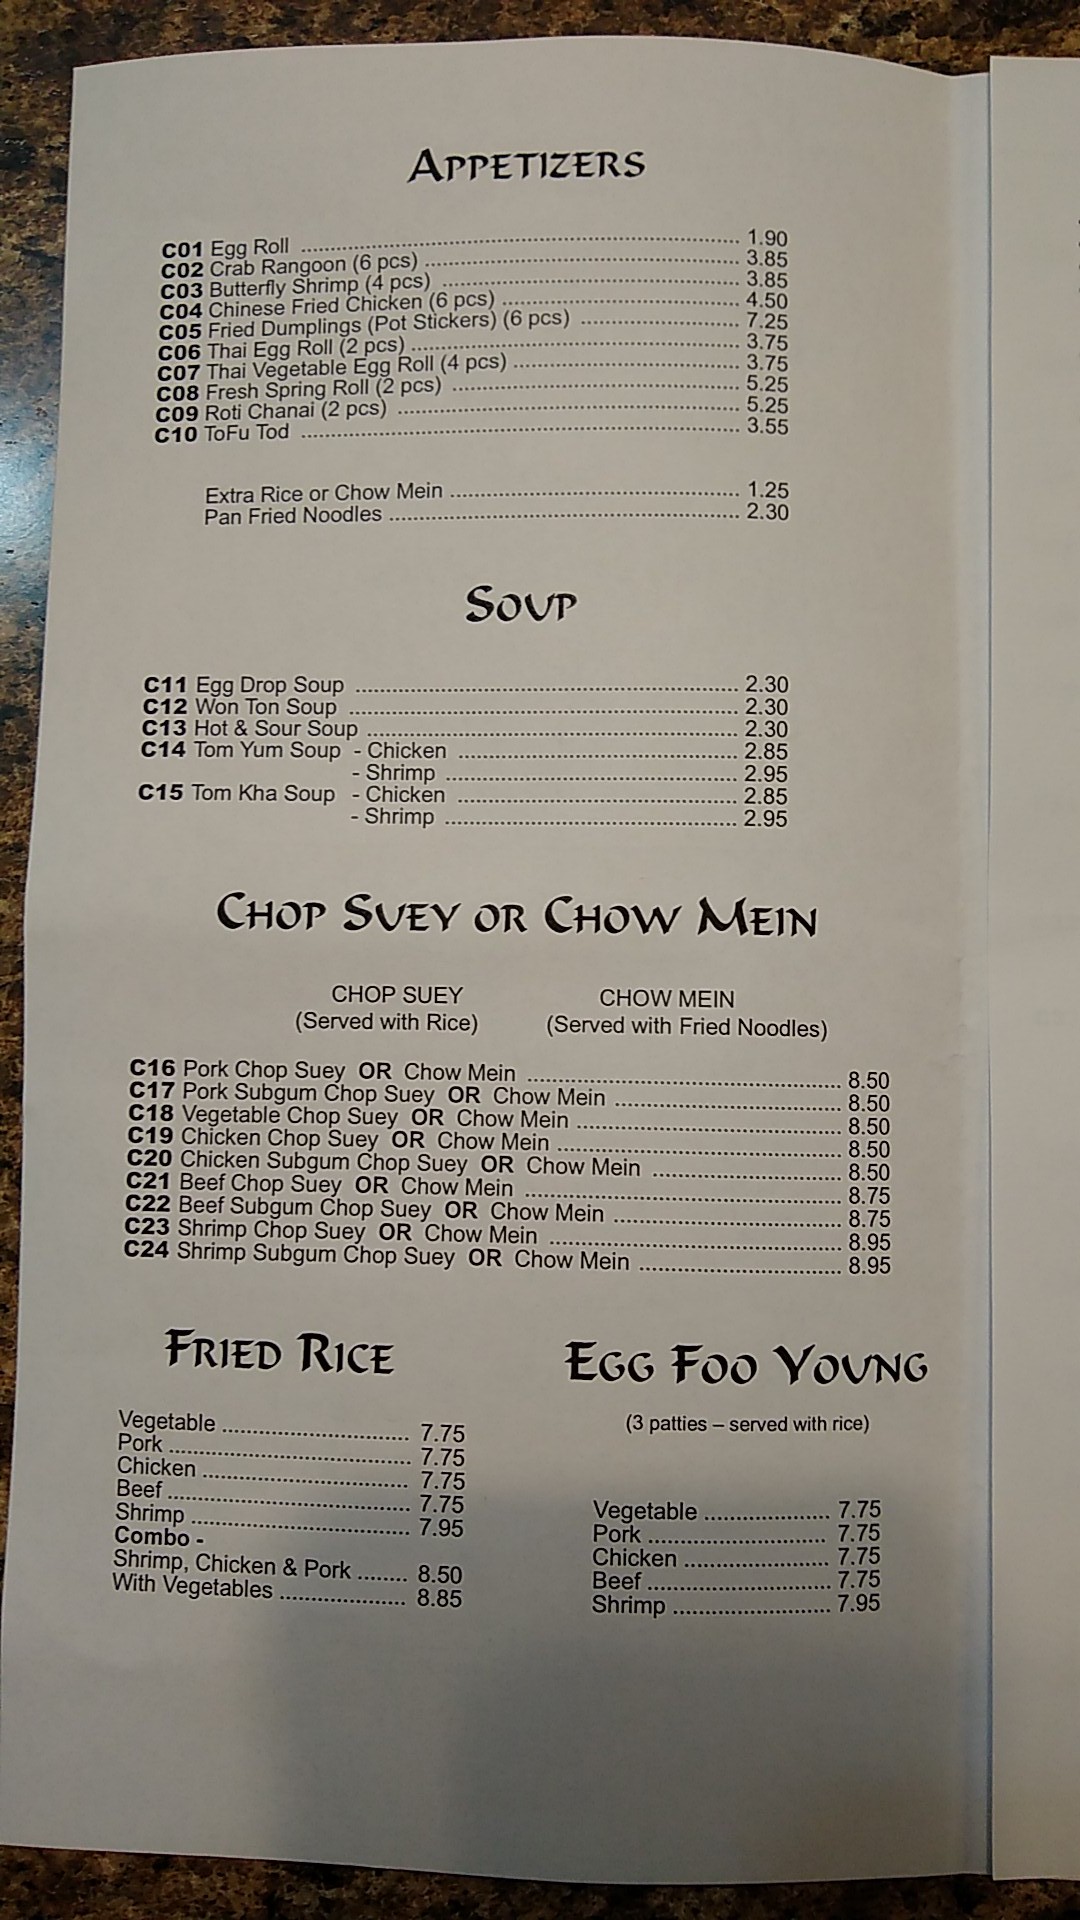 APPETIZERS
C01 Egg Roll ........ 1.90
C02 Crab Rangoon (6 pcs) ........ 3.85
C03 Butterfly Shrimp (4 pcs) ........ 3.85
C04 Chinese Fried Chicken (6 pcs) ........ 4.50
C05 Fried Dumplings (Pot Stickers) (6 pcs) ........ 7.25
C06 Thai Egg Roll (2 pcs) ........ 3.75
C07 Thai Vegetable Egg Roll (4 pcs) ........ 3.75
C08 Fresh Spring Roll (2 pcs) ........ 5.25
C09 Roti Chanai (2 pcs) ........ 5.25
C10 ToFu Tod ........ 3.55
Extra Rice or Chow Mein ........ 1.25
Pan Fried Noodles ........ 2.30
SOUP
C11 Egg Drop Soup ........ 2.30
C12 Won Ton Soup ........ 2.30
C13 Hot & Sour Soup ........ 2.30
C14 Tom Yum Soup - Chicken ........ 2.85
- Shrimp ........ 2.95
C15 Tom Kha Soup - Chicken ........ 2.85
- Shrimp ........ 2.95
CHOP SUEY OR CHOW MEIN
CHOP SUEY CHOW MEIN
(Served with Rice) (Served with Fried Noodles)
C16 Pork Chop Suey OR Chow Mein ........ 8.50
C17 Pork Subgum Chop Suey OR Chow Mein ........ 8.50
C18 Vegetable Chop Suey OR Chow Mein ........ 8.50
C19 Chicken Chop Suey OR Chow Mein ........ 8.50
C20 Chicken Subgum Chop Suey OR Chow Mein ........ 8.50
C21 Beef Chop Suey OR Chow Mein ........ 8.75
C22 Beef Subgum Chop Suey OR Chow Mein ........ 8.75
C23 Shrimp Chop Suey OR Chow Mein ........ 8.95
C24 Shrimp Subgum Chop Suey OR Chow Mein ........ 8.95
FRIED RICE
Vegetable ........ 7.75
Pork ........ 7.75
Chicken ........ 7.75
Beef ........ 7.75
Shrimp ........ 7.95
Combo -
Shrimp, Chicken & Pork ........ 8.50
With Vegetables ........ 8.85
EGG FOO YOUNG
(3 patties – served with rice)
Vegetable ........ 7.75
Pork ........ 7.75
Chicken ........ 7.75
Beef ........ 7.75
Shrimp ........ 7.95